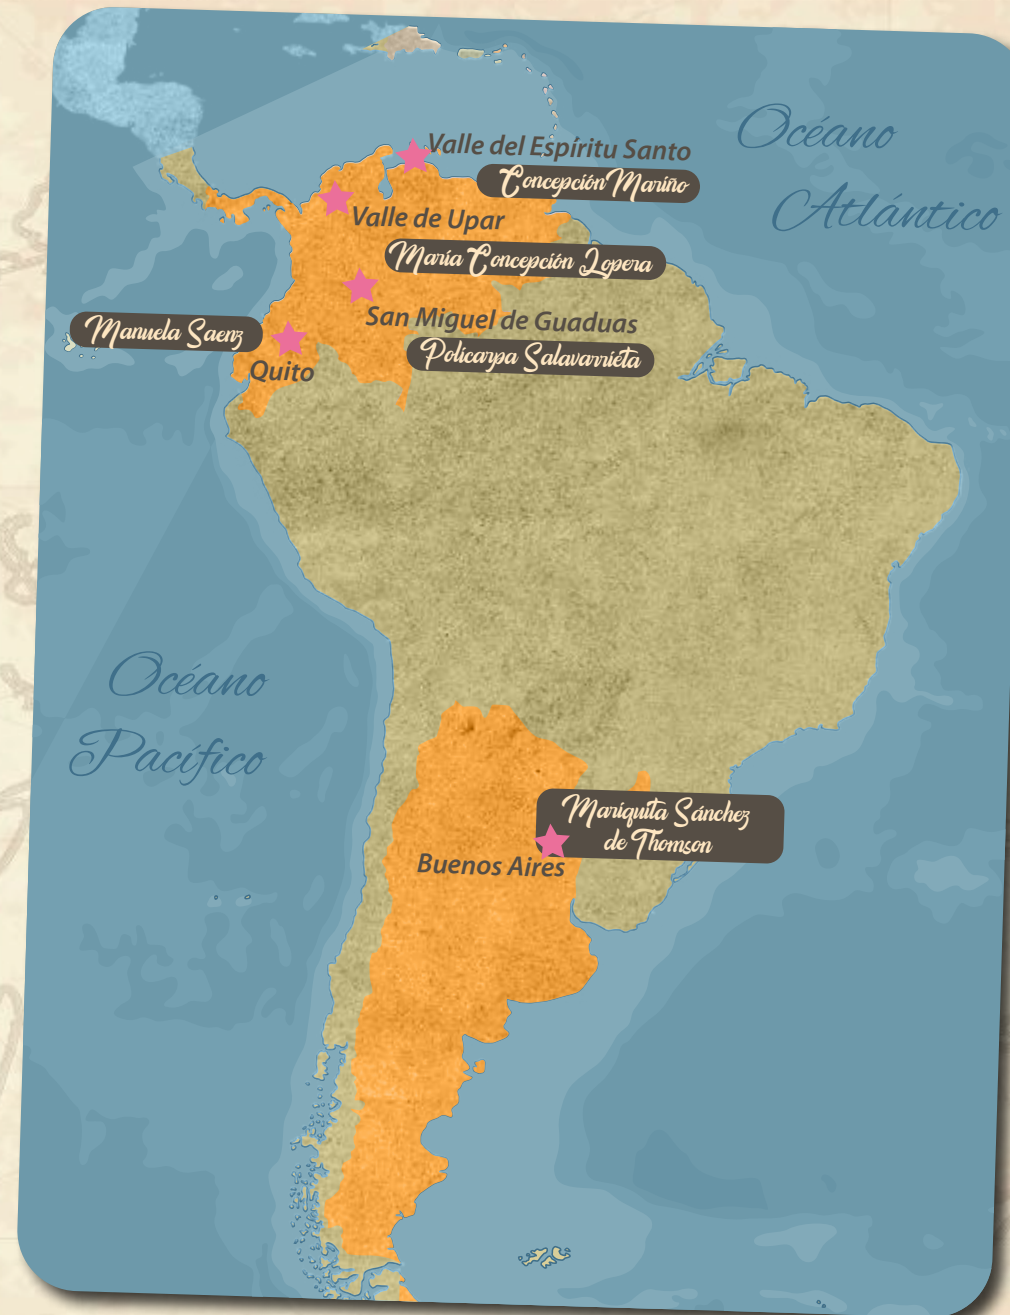 Océano
Atlántico
Valle del Espíritu Santo
Concepción Mariño
Valle de Upar
María Concepción Lopera
San Miguel de Guaduas
Policarpa Salavarrieta
Manuela Saenz
Quito
Océano
Pacífico
Mariquita Sánchez
de Thomson
Buenos Aires